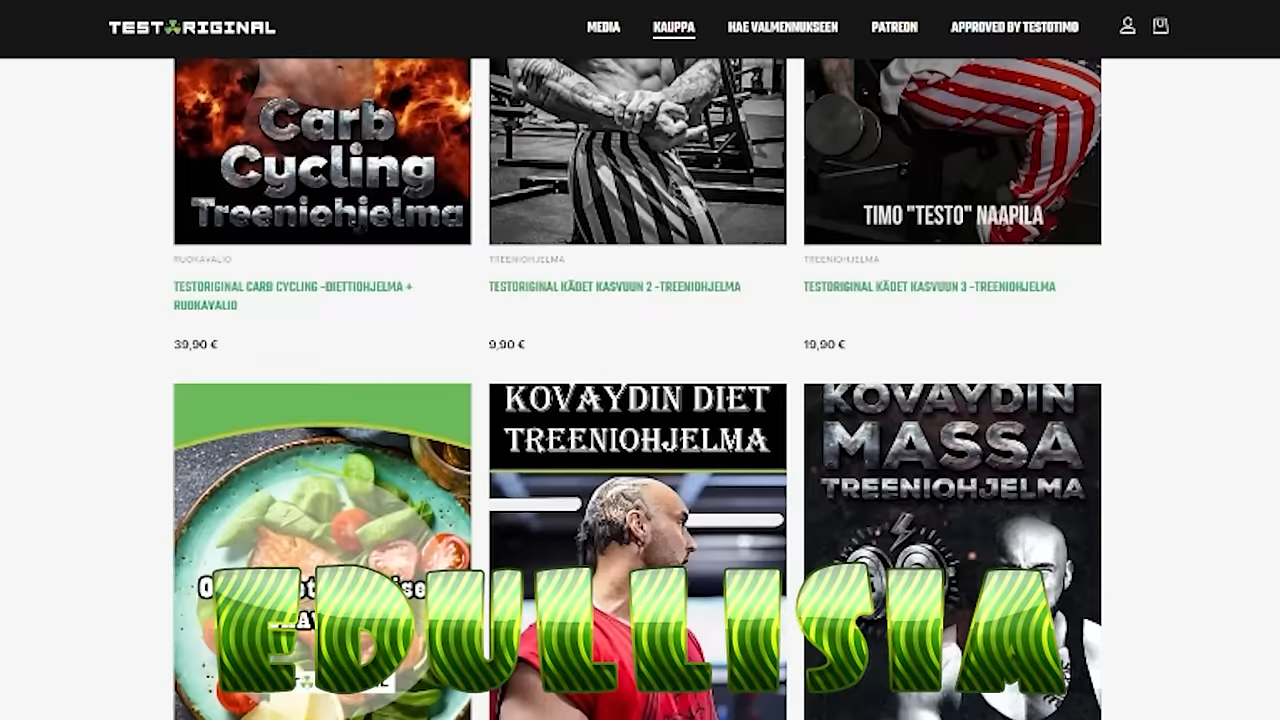 TESTORIGINAL
MEDIA
KAUPPA
HAE VALMENNUKSEEN
PATREON
APPROVED BY TESTOTIMO
Carb
Cycling
Treeniohjelma
TIMO "TESTO" NAAPILA
RUOKAVALIO
TREENIOHJELMA
TREENIOHJELMA
TESTORIGINAL CARB CYCLING -DIETTIOHJELMA +
RUOKAVALIO
TESTORIGINAL KÄDET KASVUUN 2 -TREENIOHJELMA
TESTORIGINAL KÄDET KASVUUN 3 -TREENIOHJELMA
39,90 €
9,90 €
19,90 €
KOVAYDIN DIET
TREENIOHJELMA
KOVAYDIN
MASSA
TREENIOHJELMA
EDULLISIA